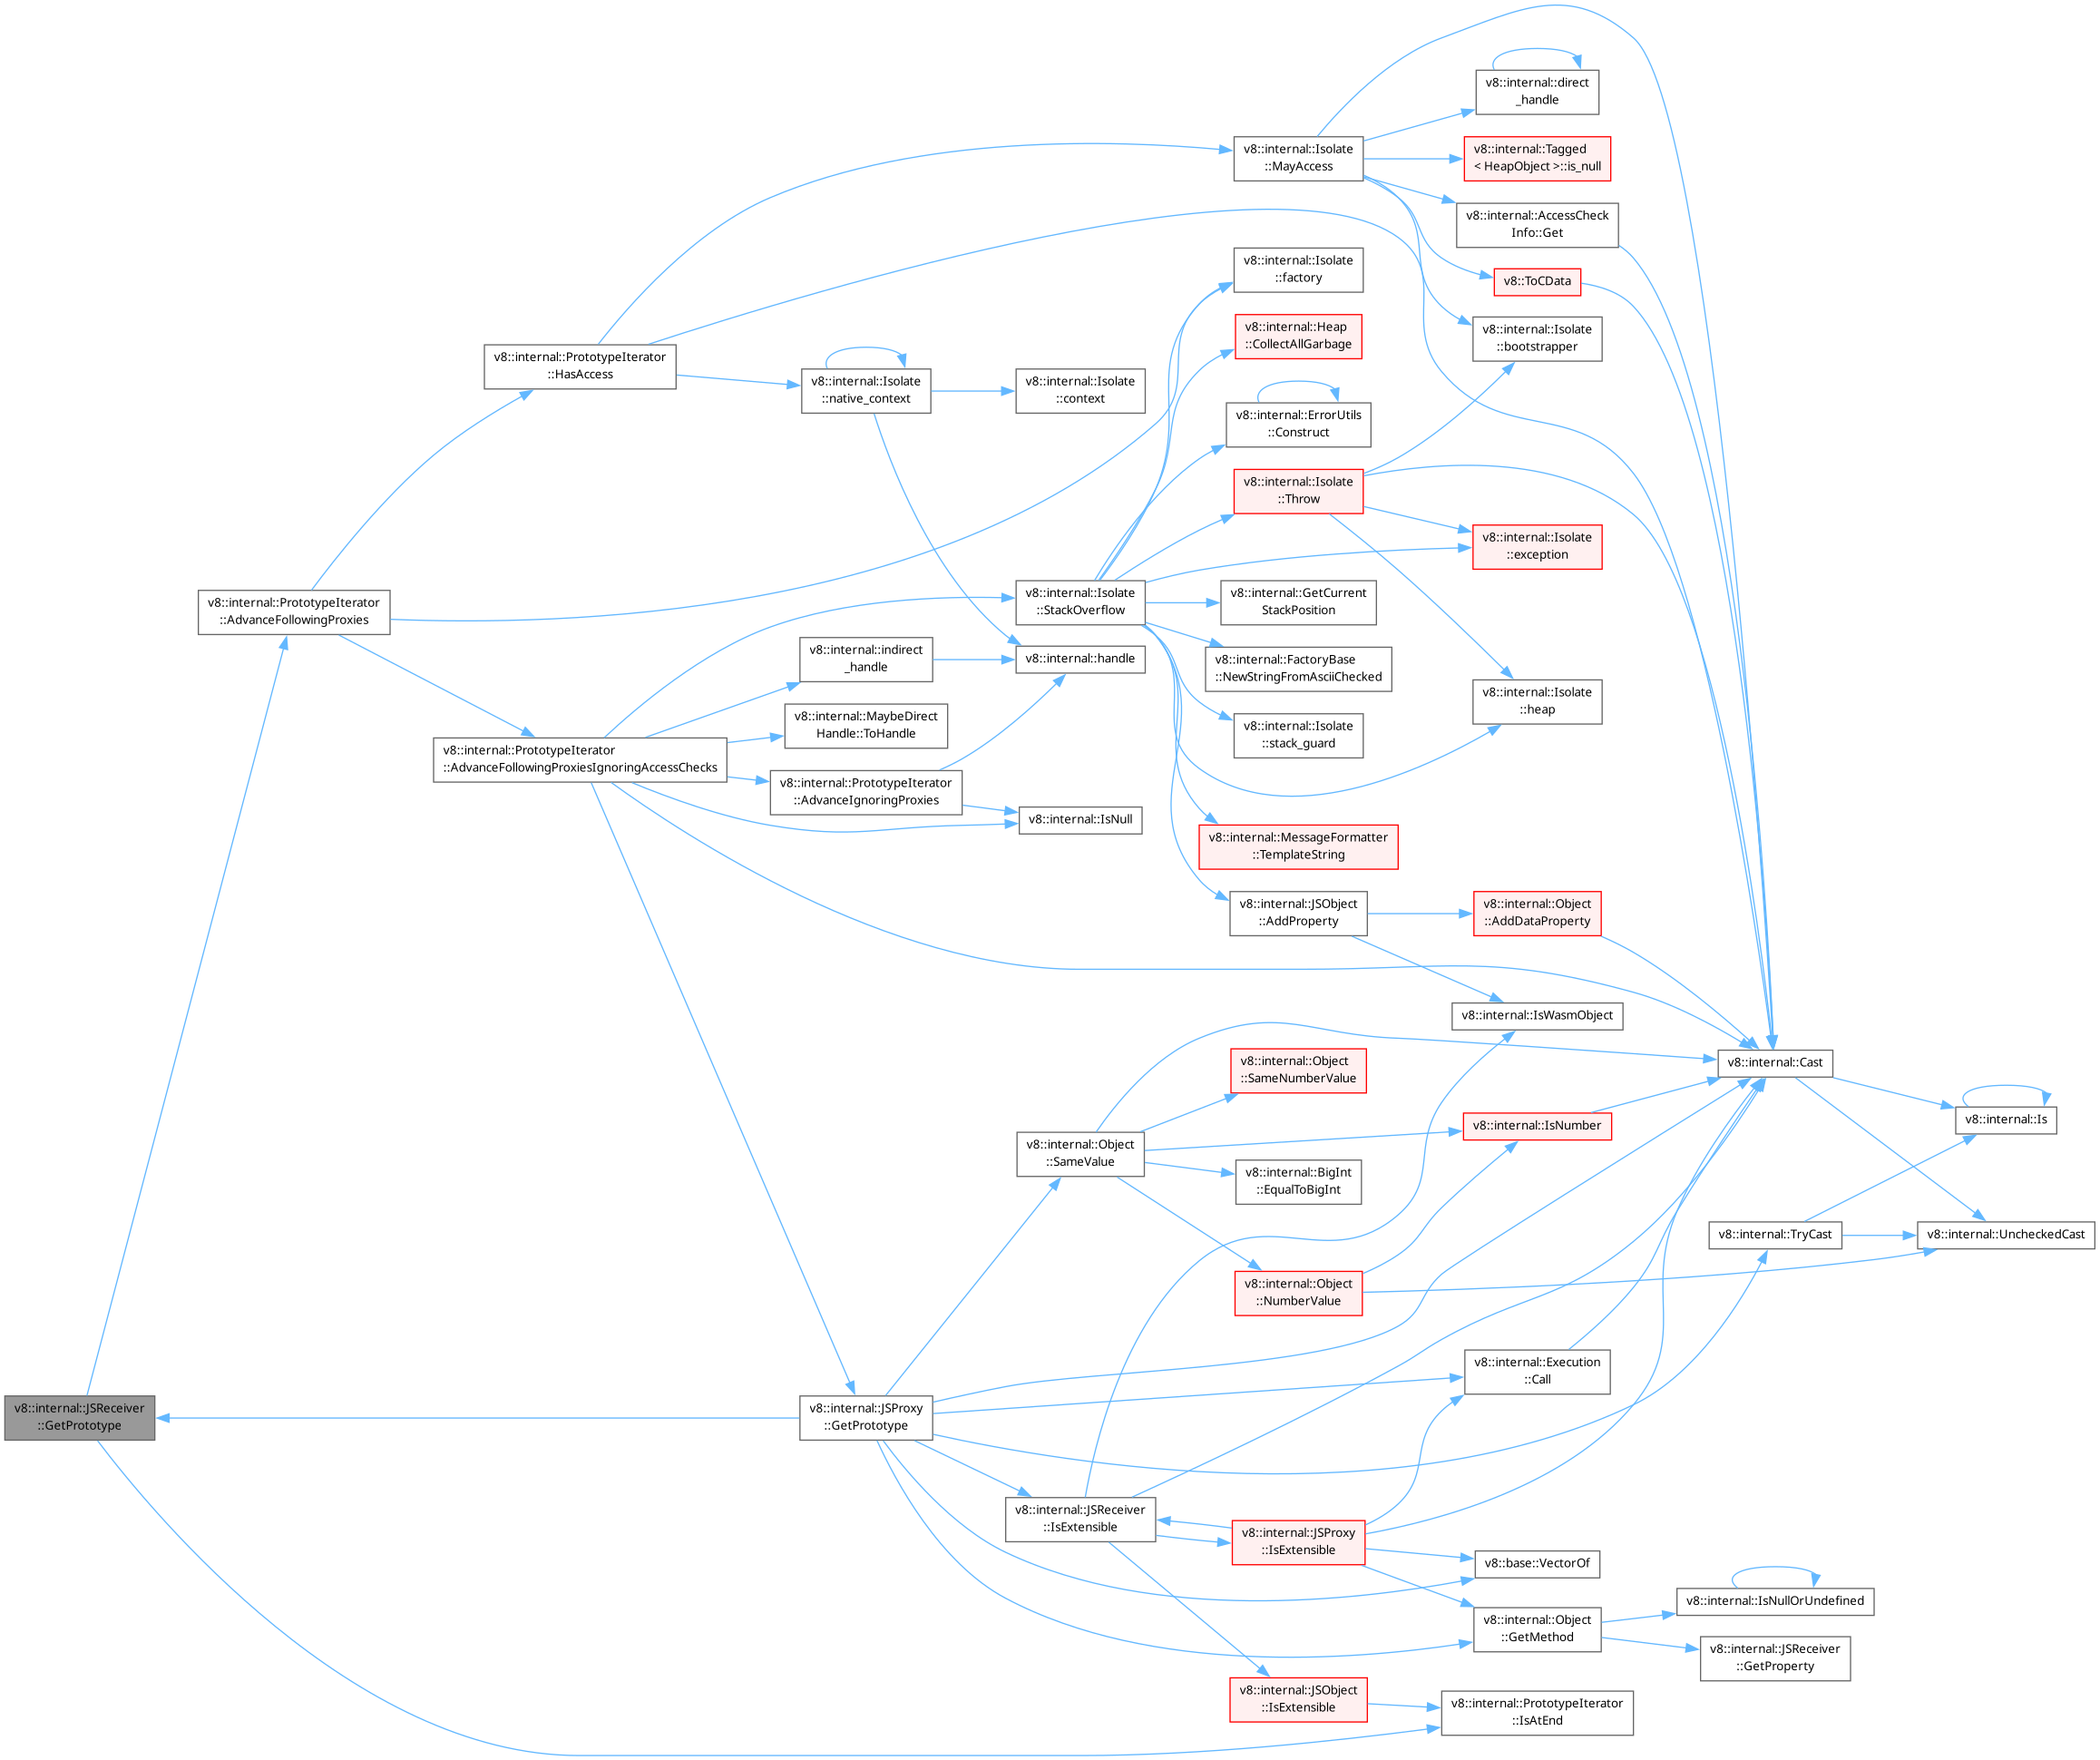 v8::internal::JSReceiver
::GetPrototype
v8::internal::PrototypeIterator
::AdvanceFollowingProxies
v8::internal::PrototypeIterator
::HasAccess
v8::internal::PrototypeIterator
::AdvanceFollowingProxiesIgnoringAccessChecks
v8::internal::Isolate
::native_context
v8::internal::indirect
_handle
v8::internal::MaybeDirect
Handle::ToHandle
v8::internal::PrototypeIterator
::AdvanceIgnoringProxies
v8::internal::JSProxy
::GetPrototype
v8::internal::Isolate
::context
v8::internal::Isolate
::StackOverflow
v8::internal::handle
v8::internal::IsNull
v8::internal::Object
::SameValue
v8::internal::JSReceiver
::IsExtensible
v8::internal::Isolate
::MayAccess
v8::internal::Isolate
::factory
v8::internal::Heap
::CollectAllGarbage
v8::internal::ErrorUtils
::Construct
v8::internal::Isolate
::Throw
v8::internal::GetCurrent
StackPosition
v8::internal::FactoryBase
::NewStringFromAsciiChecked
v8::internal::Isolate
::stack_guard
v8::internal::MessageFormatter
::TemplateString
v8::internal::JSObject
::AddProperty
v8::internal::Object
::SameNumberValue
v8::internal::BigInt
::EqualToBigInt
v8::internal::Object
::NumberValue
v8::internal::JSProxy
::IsExtensible
v8::internal::JSObject
::IsExtensible
v8::internal::direct
_handle
v8::internal::Tagged
< HeapObject >::is_null
v8::internal::AccessCheck
Info::Get
v8::ToCData
v8::internal::Isolate
::bootstrapper
v8::internal::Isolate
::exception
v8::internal::Isolate
::heap
v8::internal::Object
::AddDataProperty
v8::internal::IsWasmObject
v8::internal::IsNumber
v8::internal::Execution
::Call
v8::base::VectorOf
v8::internal::Object
::GetMethod
v8::internal::PrototypeIterator
::IsAtEnd
v8::internal::Cast
v8::internal::TryCast
v8::internal::IsNullOrUndefined
v8::internal::JSReceiver
::GetProperty
v8::internal::Is
v8::internal::UncheckedCast